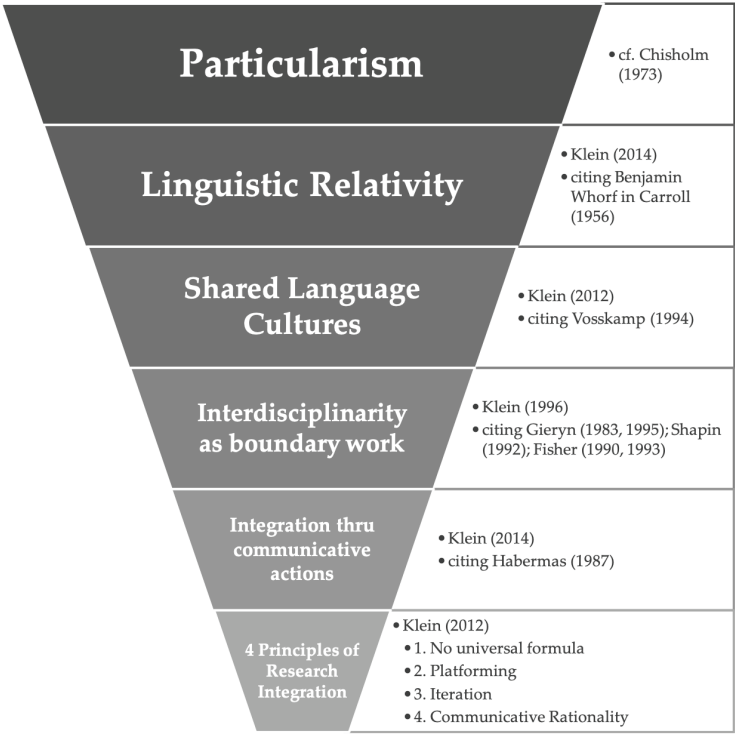 Particularism
• cf. Chisholm
(1973)
Linguistic Relativity
• Klein (2014)
• citing Benjamin
Whorf in Carroll
(1956)
Shared Language
Cultures
• Klein (2012)
• citing Vosskamp (1994)
Interdisciplinarity
as boundary work
• Klein (1996)
• citing Gieryn (1983, 1995); Shapin
(1992); Fisher (1990, 1993)
Integration thru
communicative
actions
• Klein (2014)
• citing Habermas (1987)
4 Principles of
Research
Integration
• Klein (2012)
• 1. No universal formula
• 2. Platforming
• 3. Iteration
• 4. Communicative Rationality